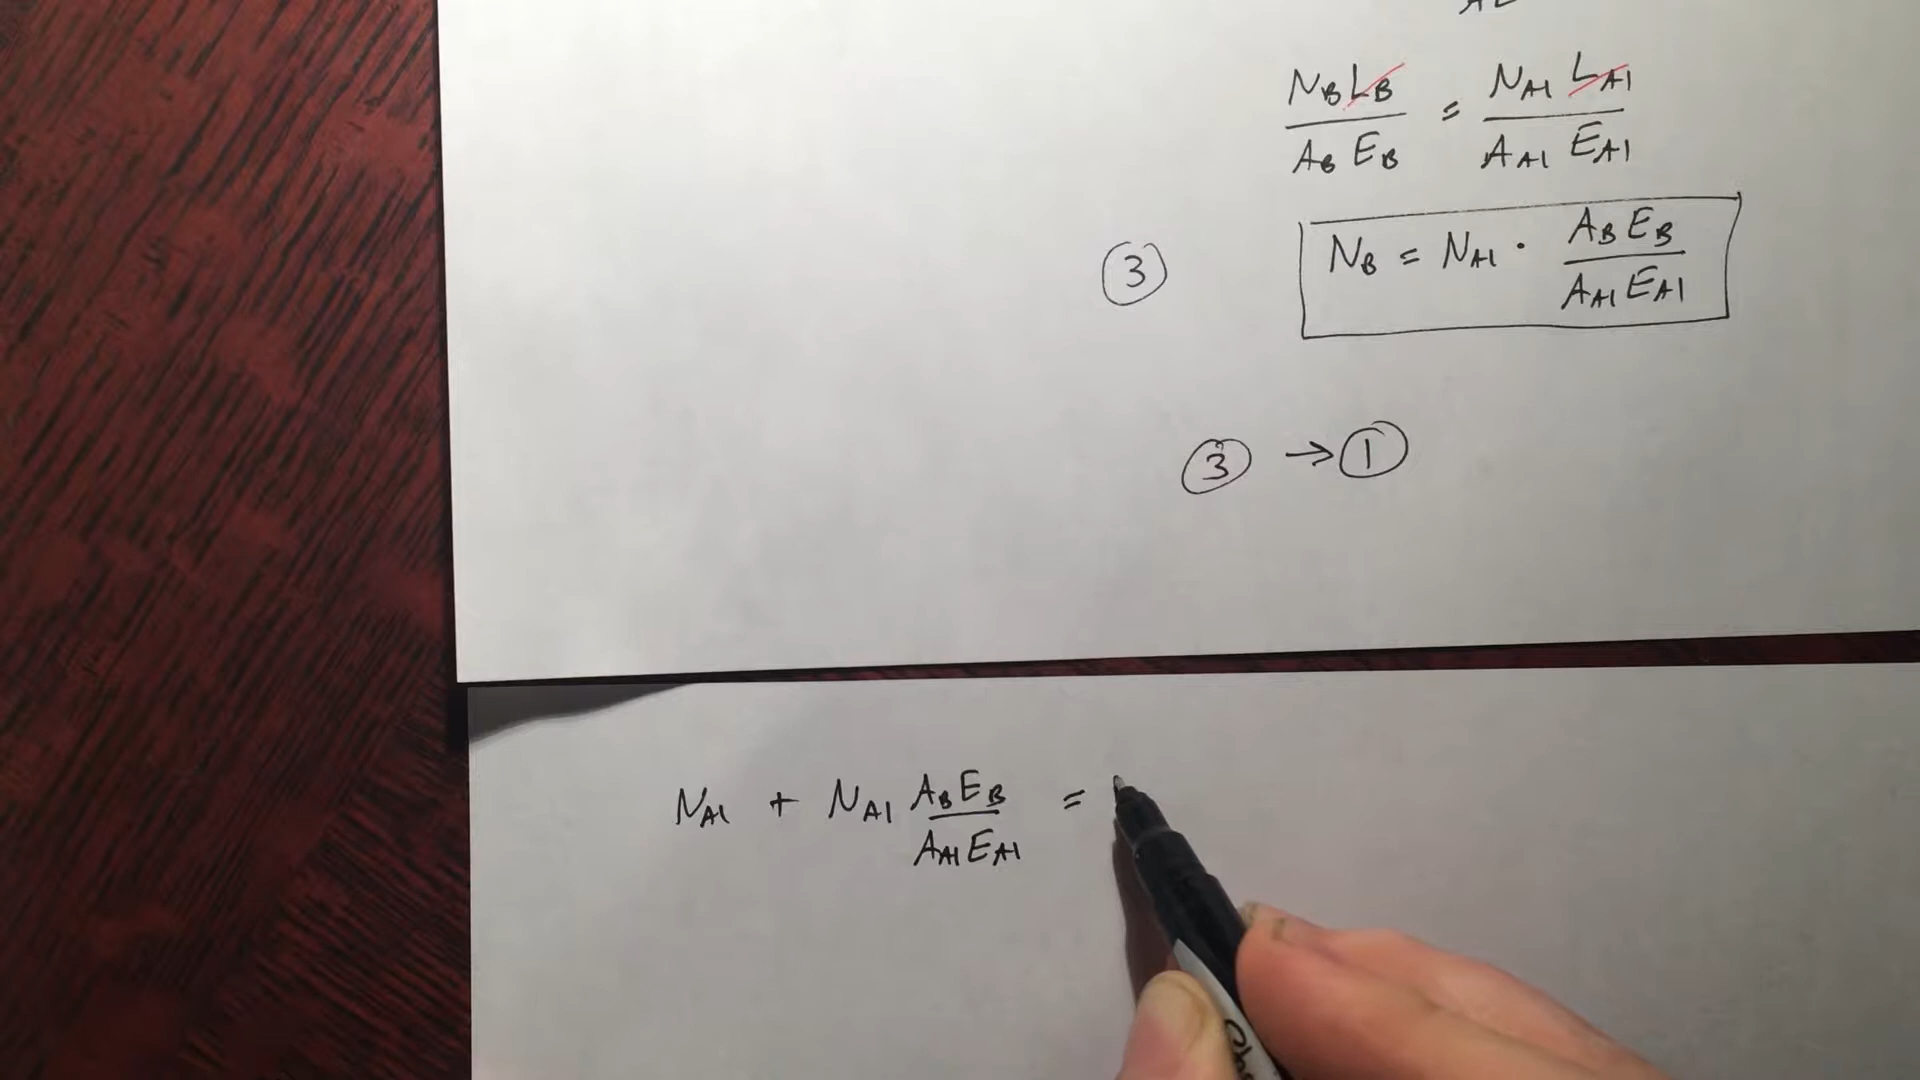 N_B L_B / A_B E_B = N_Al L_Al / A_Al E_Al
③ N_B = N_Al · A_B E_B / A_Al E_Al
③ → ①
N_Al + N_Al A_B E_B / A_Al E_Al =